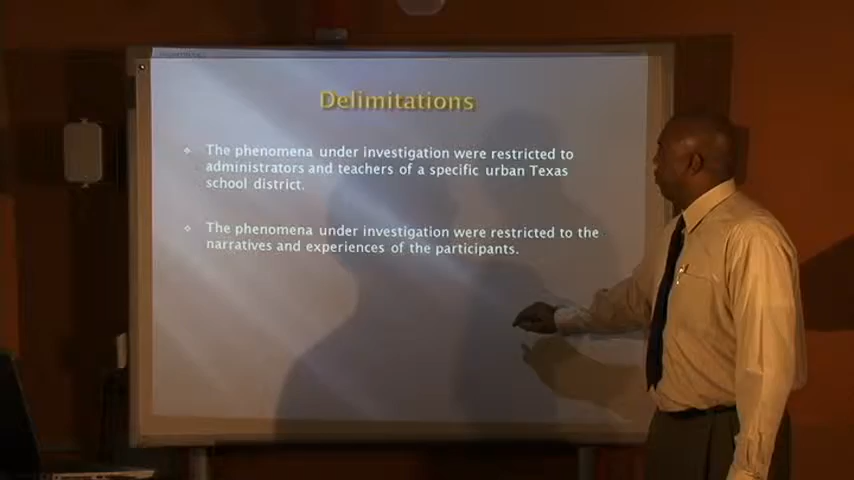 Delimitations
The phenomena under investigation were restricted to
administrators and teachers of a specific urban Texas
school district.
The phenomena under investigation were restricted to the
narratives and experiences of the participants.